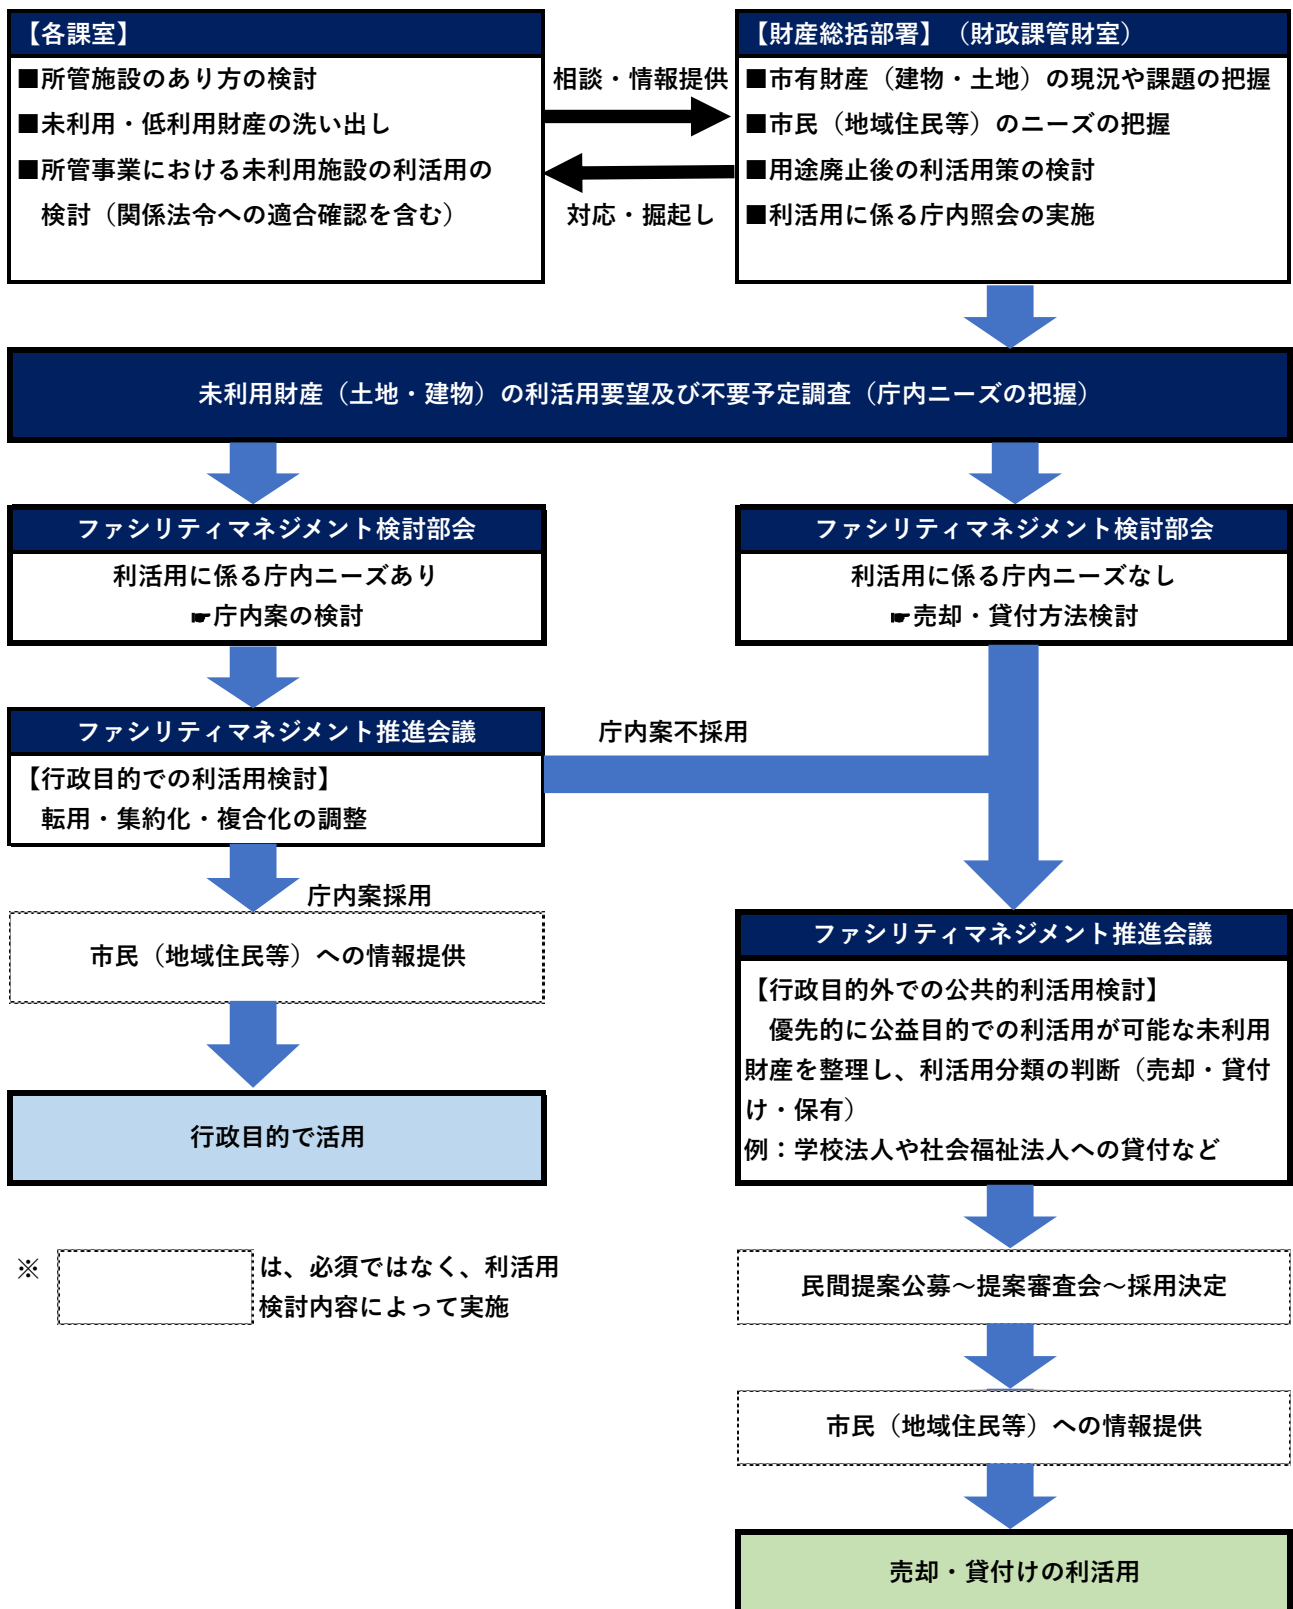 【各課室】
■所管施設のあり方の検討
■未利用・低利用財産の洗い出し
■所管事業における未利用施設の利活用の
検討（関係法令への適合確認を含む）
相談・情報提供
対応・掘起し
【財産総括部署】（財政課管財室）
■市有財産（建物・土地）の現況や課題の把握
■市民（地域住民等）のニーズの把握
■用途廃止後の利活用策の検討
■利活用に係る庁内照会の実施
未利用財産（土地・建物）の利活用要望及び不要予定調査（庁内ニーズの把握）
ファシリティマネジメント検討部会
利活用に係る庁内ニーズあり
☛庁内案の検討
ファシリティマネジメント検討部会
利活用に係る庁内ニーズなし
☛売却・貸付方法検討
ファシリティマネジメント推進会議
【行政目的での利活用検討】
転用・集約化・複合化の調整
庁内案不採用
庁内案採用
市民（地域住民等）への情報提供
行政目的で活用
ファシリティマネジメント推進会議
【行政目的外での公共的利活用検討】
優先的に公益目的での利活用が可能な未利用
財産を整理し、利活用分類の判断（売却・貸付
け・保有）
例：学校法人や社会福祉法人への貸付など
※
は、必須ではなく、利活用
検討内容によって実施
民間提案公募～提案審査会～採用決定
市民（地域住民等）への情報提供
売却・貸付けの利活用